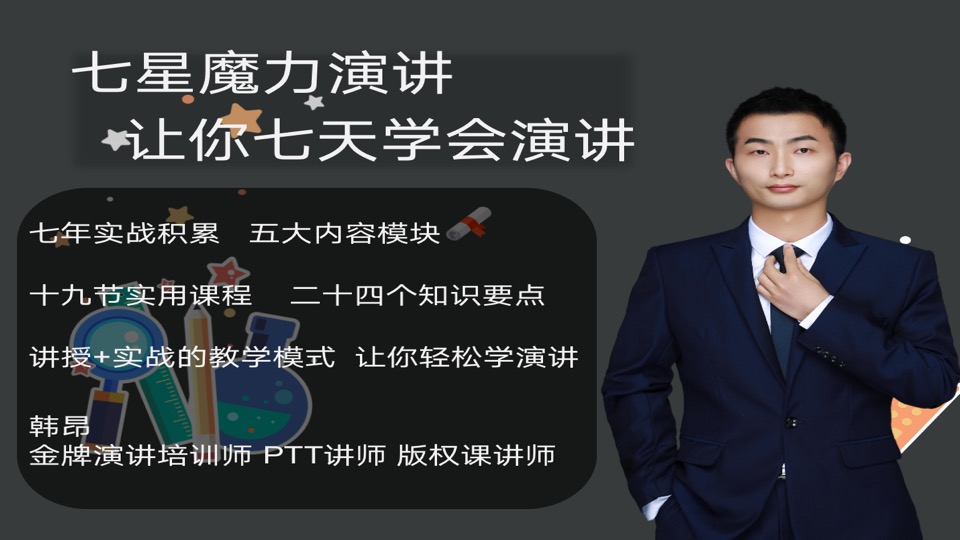 七星魔力演讲
让你七天学会演讲
七年实战积累 五大内容模块
十九节实用课程 二十四个知识要点
讲授+实战的教学模式 让你轻松学演讲
韩昂
金牌演讲培训师 PTT讲师 版权课讲师